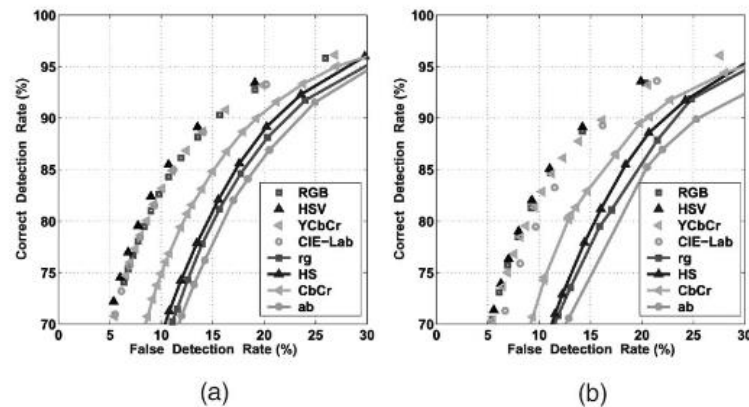 100
95
90
85
80
75
70
0 5 10 15 20 25 30
Correct Detection Rate (%)
False Detection Rate (%)
RGB
HSV
YCbCr
CIE-Lab
rg
HS
CbCr
ab
(a)
100
95
90
85
80
75
70
0 5 10 15 20 25 30
Correct Detection Rate (%)
False Detection Rate (%)
RGB
HSV
YCbCr
CIE-Lab
rg
HS
CbCr
ab
(b)